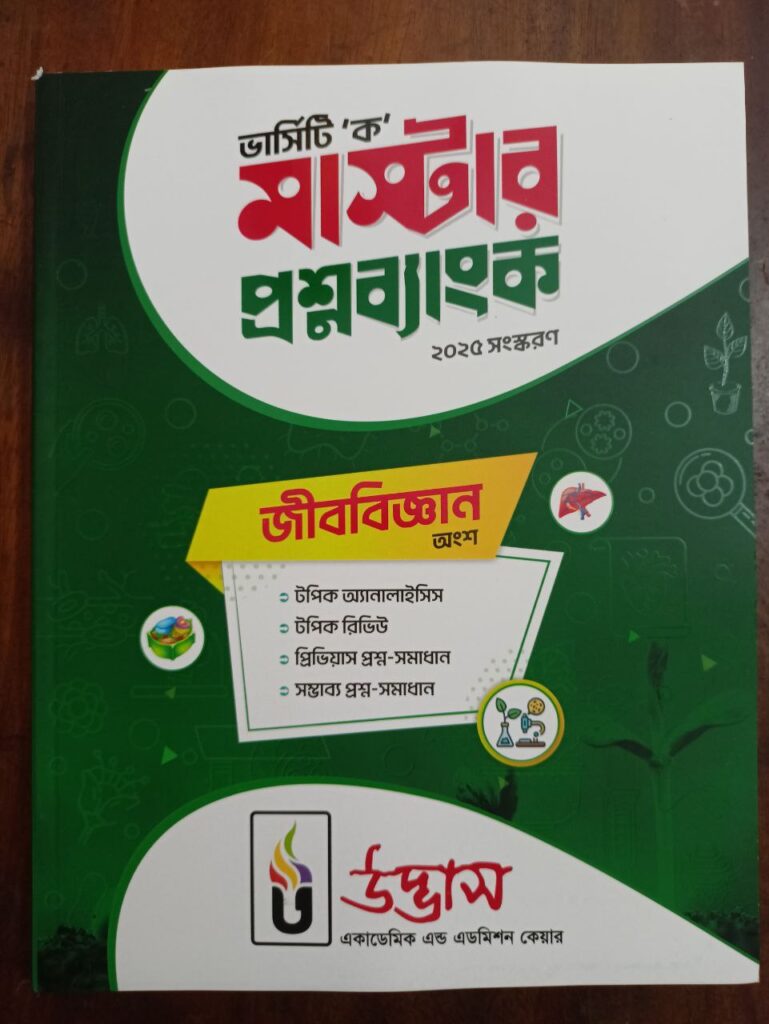 ভার্সিটি 'ক'
মাস্টার
প্রশ্নব্যাংক
২০২৫ সংস্করণ
জীববিজ্ঞান
অংশ
টপিক অ্যানালাইসিস
টপিক রিভিউ
প্রিভিয়াস প্রশ্ন-সমাধান
সম্ভাব্য প্রশ্ন-সমাধান
উদ্ভাস
একাডেমিক এন্ড এডমিশন কেয়ার